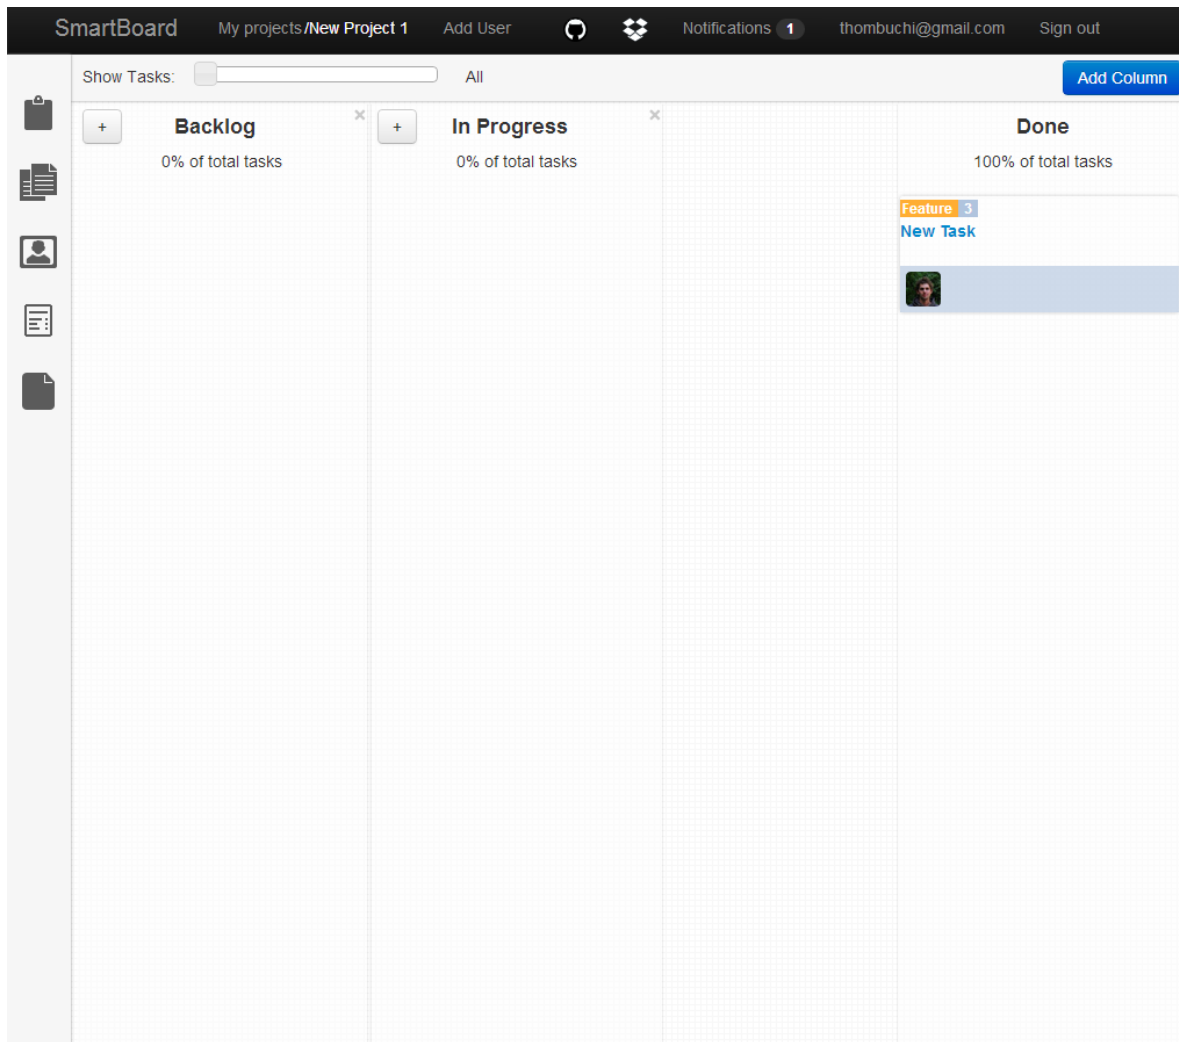 SmartBoard My projects/New Project 1 Add User Notifications 1 thombuchi@gmail.com Sign out
Show Tasks: All Add Column
+ Backlog × + In Progress × Done
0% of total tasks 0% of total tasks 100% of total tasks
Feature 3
New Task